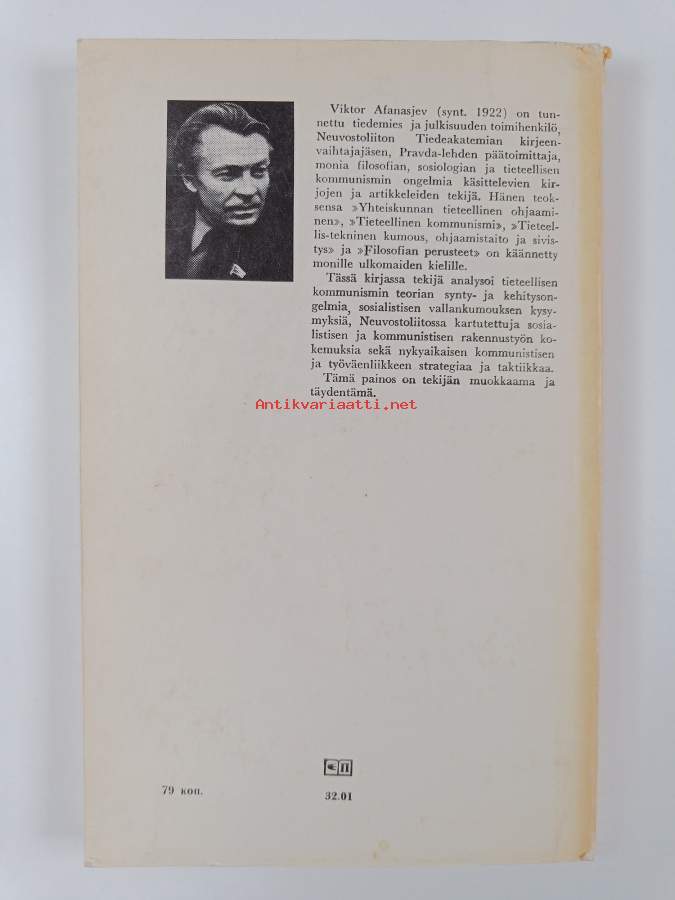 Viktor Afanasjev (synt. 1922) on tun-
nettu tiedemies ja julkisuuden toimihenkilö,
Neuvostoliiton Tiedeakatemian kirjeen-
vaihtajajäsen, Pravda-lehden päätoimittaja,
monia filosofian, sosiologian ja tieteellisen
kommunismin ongelmia käsittelevien kir-
jojen ja artikkeleiden tekijä. Hänen teok-
sensa »Yhteiskunnan tieteellinen ohjaami-
nen», »Tieteellinen kommunismi», »Tieteel-
lis-tekninen kumous, ohjaamistaito ja sivis-
tys» ja »Filosofian perusteet» on käännetty
monille ulkomaiden kielille.
Tässä kirjassa tekijä analysoi tieteellisen
kommunismin teorian synty- ja kehityson-
gelmia, sosialistisen vallankumouksen kysy-
myksiä, Neuvostoliitossa kartutettuja sosia-
listisen ja kommunistisen rakennustyön ko-
kemuksia sekä nykyaikaisen kommunistisen
ja työväenliikkeen strategiaa ja taktiikkaa.
Tämä painos on tekijän muokkaama ja
täydentämä.
Antikvariaatti.net
П
79 коп.
32.01